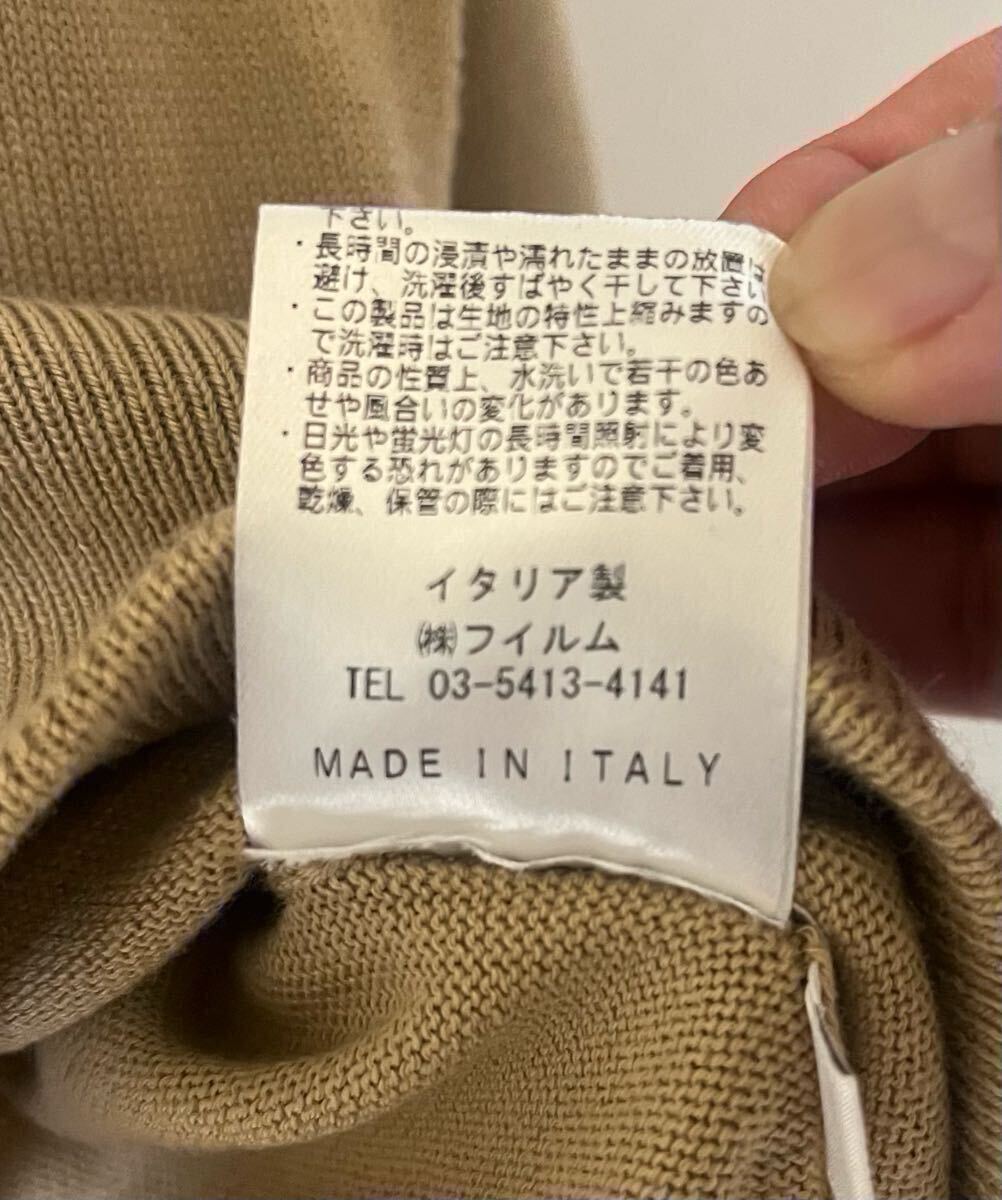 下さい。
・長時間の浸漬や濡れたままの放置は
避け、洗濯後すばやく干して下さい
・この製品は生地の特性上縮みますの
で洗濯時はご注意下さい。
・商品の性質上、水洗いで若干の色あ
せや風合いの変化があります。
・日光や蛍光灯の長時間照射により変
色する恐れがありますのでご着用、
乾燥、保管の際にはご注意下さい。
イタリア製
㈱フイルム
TEL 03-5413-4141
MADE IN ITALY